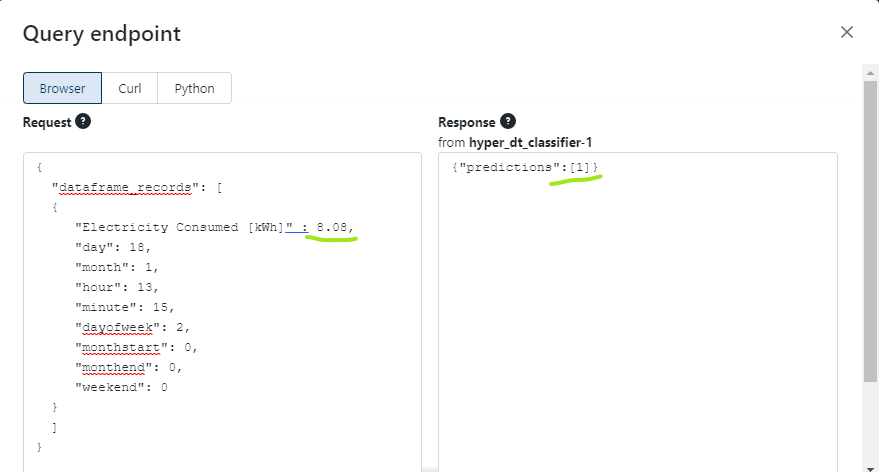 Query endpoint
Browser
Curl
Python
Request ?
{
"dataframe_records": [
{
"Electricity Consumed [kWh]" : 8.08,
"day": 18,
"month": 1,
"hour": 13,
"minute": 15,
"dayofweek": 2,
"monthstart": 0,
"monthend": 0,
"weekend": 0
}
]
}
Response ?
from hyper_dt_classifier-1
{"predictions":[1]}